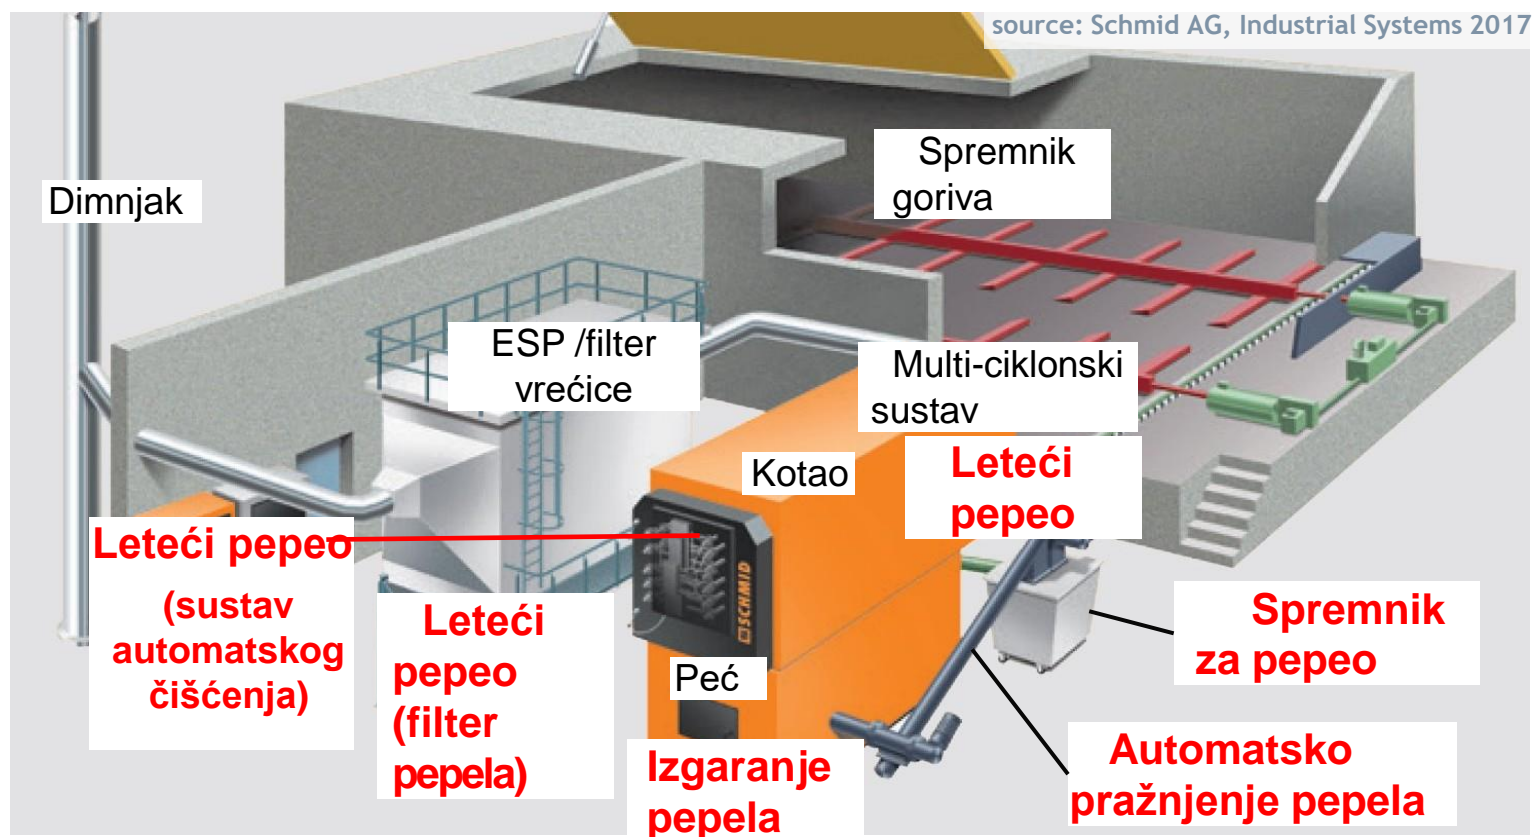 source: Schmid AG, Industrial Systems 2017
Spremnik
goriva
Dimnjak
ESP /filter
vrećice
Multi-ciklonski
sustav
Kotao
Leteći
pepeo
Leteći pepeo
(sustav
automatskog
čišćenja)
SCHMID
Leteći
pepeo
(filter
pepela)
Spremnik
za pepeo
Peć
Izgaranje
pepela
Automatsko
pražnjenje pepela